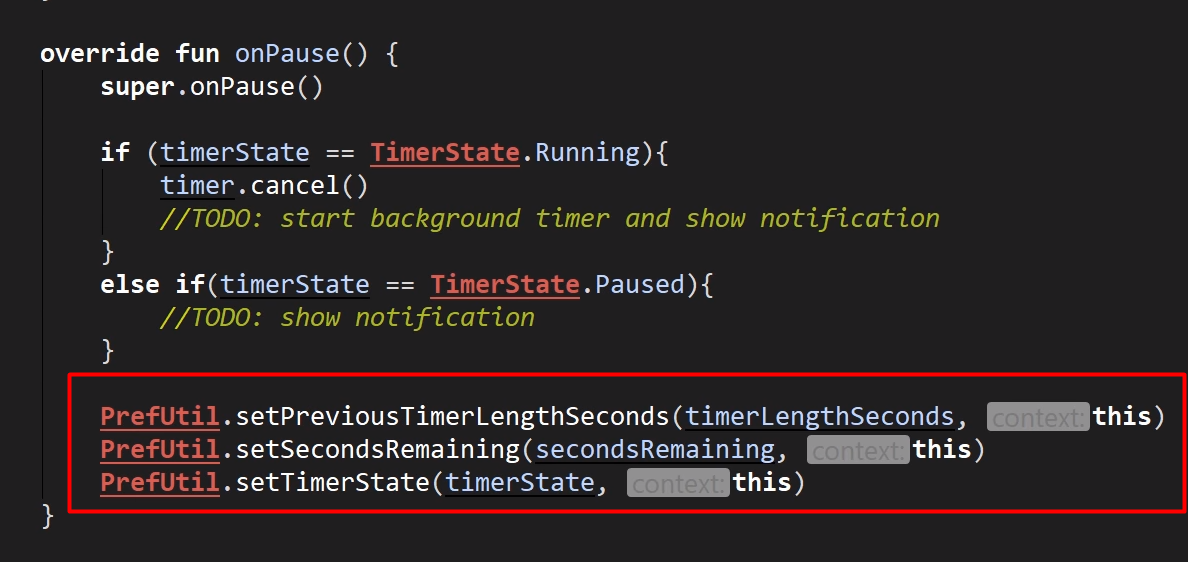 override fun onPause() {
super.onPause()
if (timerState == TimerState.Running){
timer.cancel()
//TODO: start background timer and show notification
}
else if(timerState == TimerState.Paused){
//TODO: show notification
}
PrefUtil.setPreviousTimerLengthSeconds(timerLengthSeconds, context: this)
PrefUtil.setSecondsRemaining(secondsRemaining, context: this)
PrefUtil.setTimerState(timerState, context: this)
}